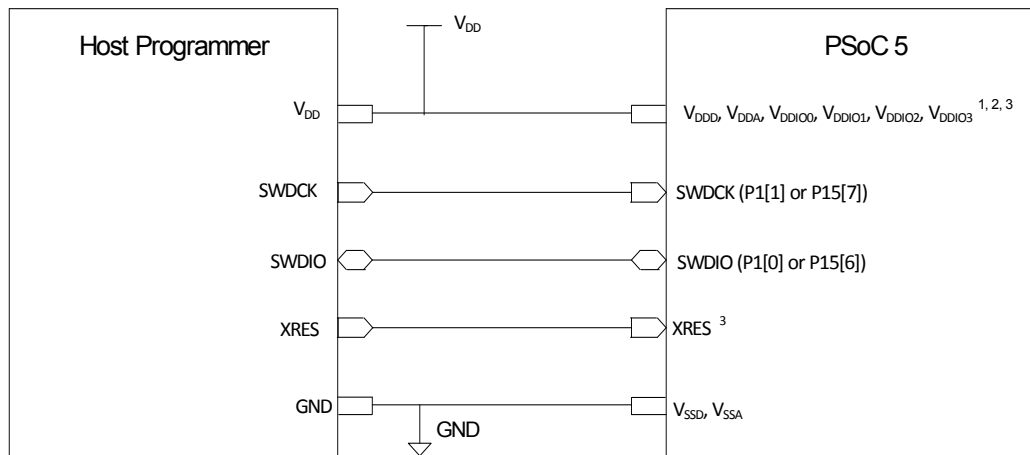 Host Programmer
PSoC 5
VDD
VDD
VDDD, VDDA, VDDIO0, VDDIO1, VDDIO2, VDDIO3 1, 2, 3
SWDCK
SWDCK (P1[1] or P15[7])
SWDIO
SWDIO (P1[0] or P15[6])
XRES
XRES 3
GND
GND
VSSD, VSSA